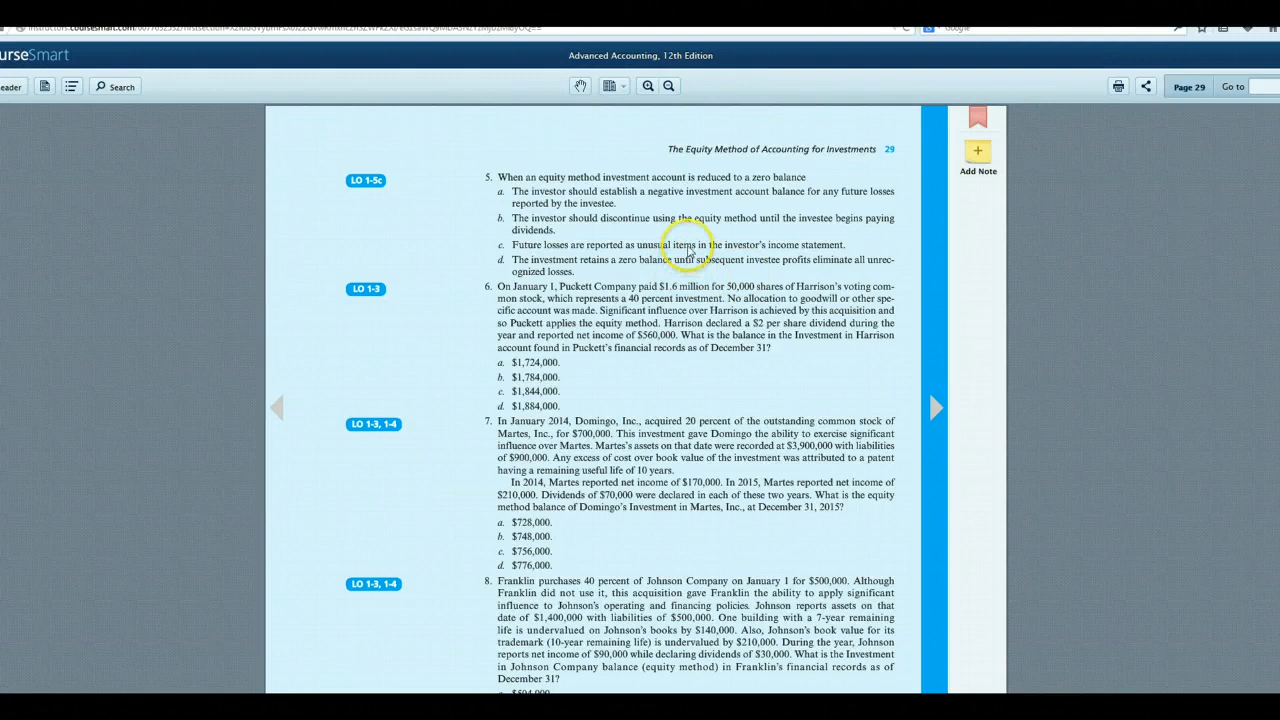 urseSmart
Advanced Accounting, 12th Edition
eader
Search
Page 29
Go to
The Equity Method of Accounting for Investments 29
Add Note
LO 1-5c
5. When an equity method investment account is reduced to a zero balance
a. The investor should establish a negative investment account balance for any future losses
reported by the investee.
b. The investor should discontinue using the equity method until the investee begins paying
dividends.
c. Future losses are reported as unusual items in the investor's income statement.
d. The investment retains a zero balance until subsequent investee profits eliminate all unrec-
ognized losses.
LO 1-3
6. On January 1, Puckett Company paid $1.6 million for 50,000 shares of Harrison's voting com-
mon stock, which represents a 40 percent investment. No allocation to goodwill or other spe-
cific account was made. Significant influence over Harrison is achieved by this acquisition and
so Puckett applies the equity method. Harrison declared a $2 per share dividend during the
year and reported net income of $560,000. What is the balance in the Investment in Harrison
account found in Puckett's financial records as of December 31?
a. $1,724,000.
b. $1,784,000.
c. $1,844,000.
d. $1,884,000.
LO 1-3, 1-4
7. In January 2014, Domingo, Inc., acquired 20 percent of the outstanding common stock of
Martes, Inc., for $700,000. This investment gave Domingo the ability to exercise significant
influence over Martes. Martes's assets on that date were recorded at $3,900,000 with liabilities
of $900,000. Any excess of cost over book value of the investment was attributed to a patent
having a remaining useful life of 10 years.
In 2014, Martes reported net income of $170,000. In 2015, Martes reported net income of
$210,000. Dividends of $70,000 were declared in each of these two years. What is the equity
method balance of Domingo's Investment in Martes, Inc., at December 31, 2015?
a. $728,000.
b. $748,000.
c. $756,000.
d. $776,000.
LO 1-3, 1-4
8. Franklin purchases 40 percent of Johnson Company on January 1 for $500,000. Although
Franklin did not use it, this acquisition gave Franklin the ability to apply significant
influence to Johnson's operating and financing policies. Johnson reports assets on that
date of $1,400,000 with liabilities of $500,000. One building with a 7-year remaining
life is undervalued on Johnson's books by $140,000. Also, Johnson's book value for its
trademark (10-year remaining life) is undervalued by $210,000. During the year, Johnson
reports net income of $90,000 while declaring dividends of $30,000. What is the Investment
in Johnson Company balance (equity method) in Franklin's financial records as of
December 31?